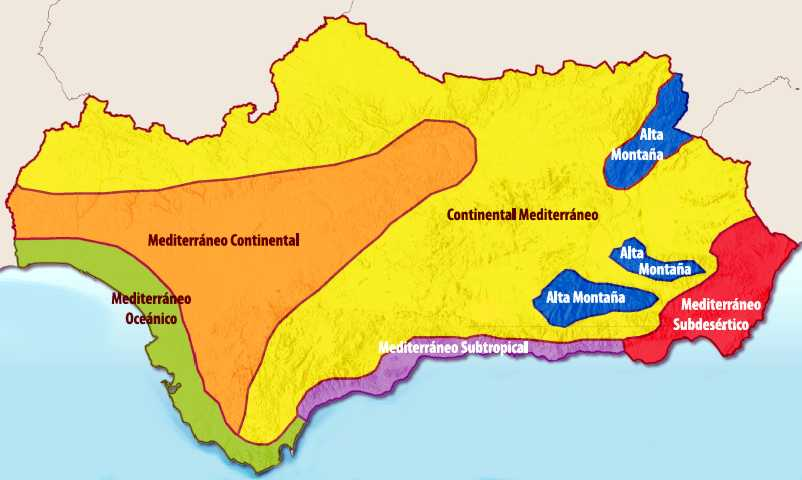 Alta
Montaña
Continental Mediterráneo
Mediterráneo Continental
Alta
Montaña
Mediterráneo
Oceánico
Alta Montaña
Mediterráneo
Subdesértico
Mediterráneo Subtropical